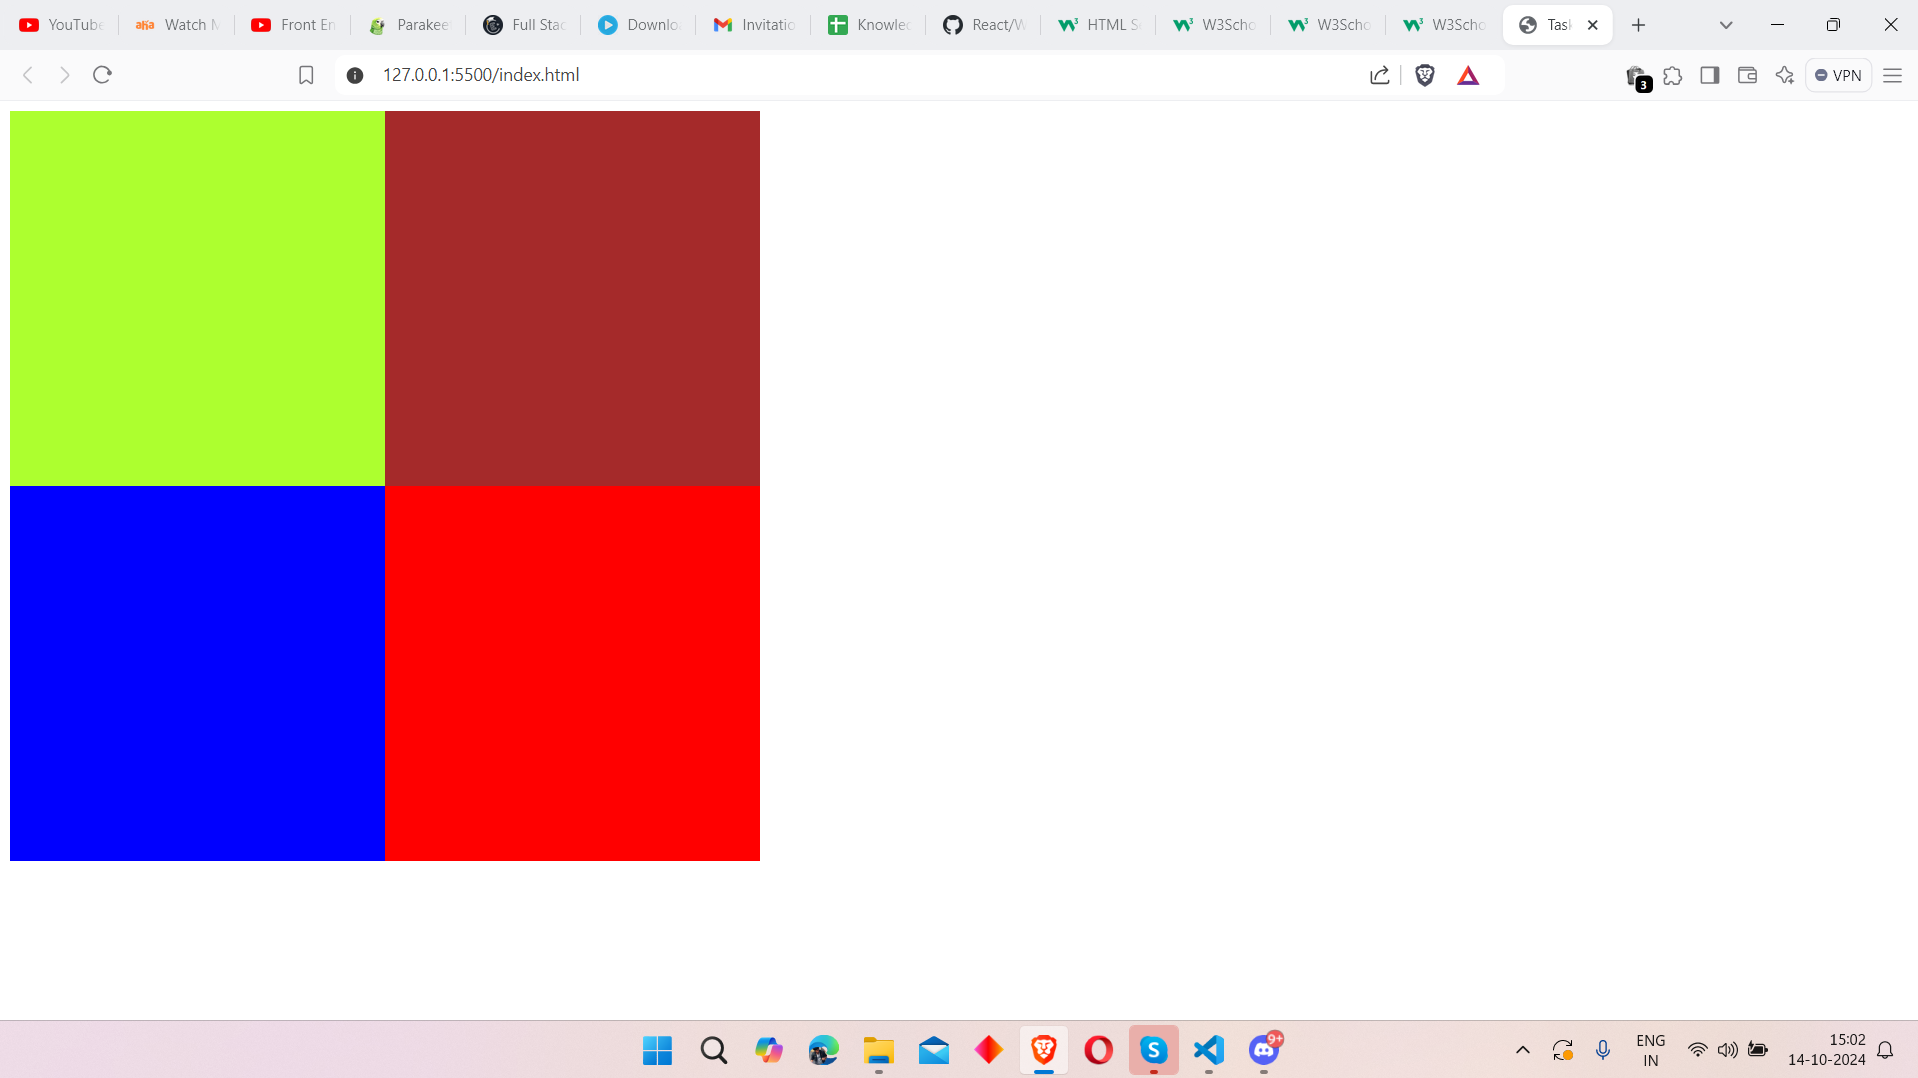 YouTube Watch Front En Parakee Full Stac Downlo Invitatio Knowlec React/W HTML S W3Scho W3Scho W3Scho Task
127.0.0.1:5500/index.html
3
VPN
S
9+
ENG
IN
15:02
14-10-2024